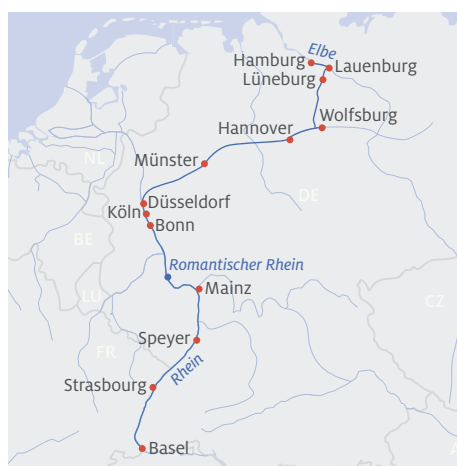 Elbe
Hamburg
Lauenburg
Lüneburg
Wolfsburg
Hannover
NL
Münster
DE
Düsseldorf
Köln
Bonn
BE
Romantischer Rhein
Mainz
LU
CZ
Speyer
FR
Rhein
Strasbourg
Basel
A